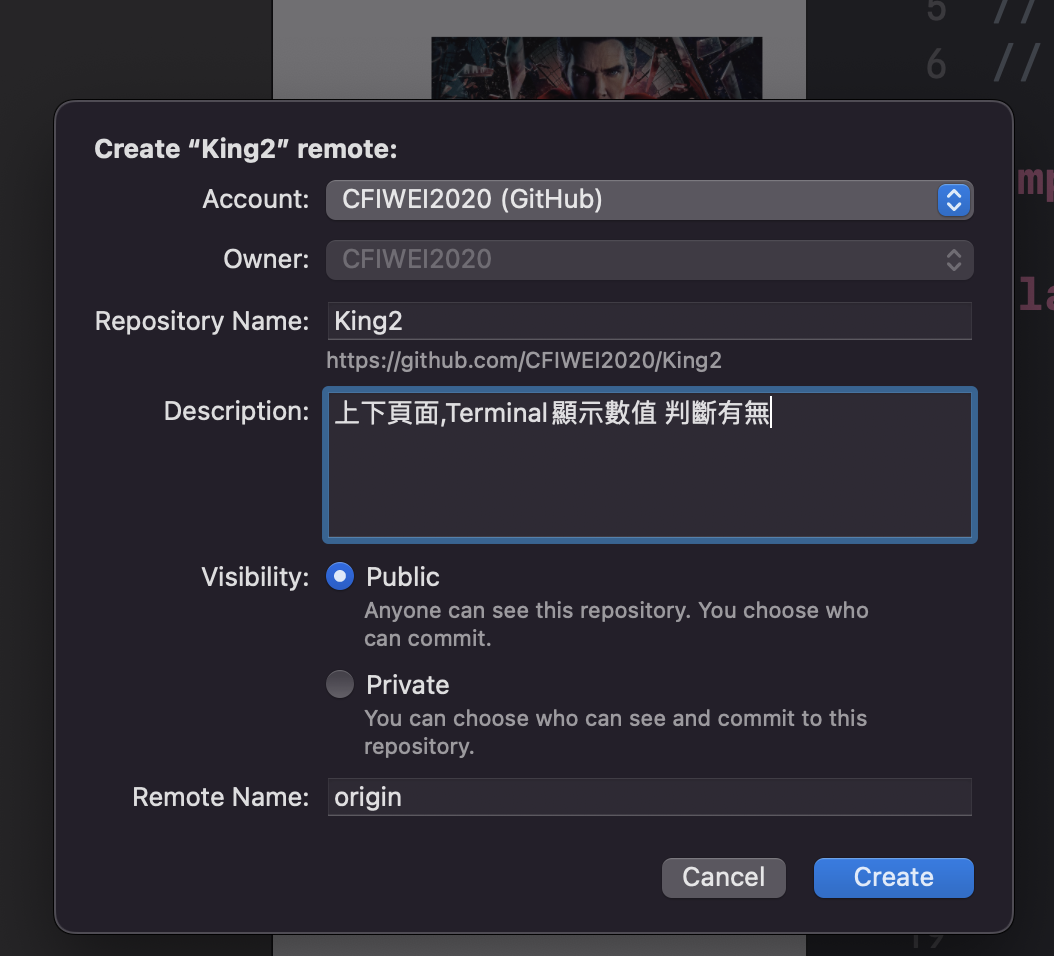 5 //
6 //
Create “King2” remote:
Account: CFIWEI2020 (GitHub)
Owner: CFIWEI2020
Repository Name: King2
https://github.com/CFIWEI2020/King2
Description: 上下頁面,Terminal顯示數值 判斷有無
Visibility: Public
Anyone can see this repository. You choose who
can commit.
Private
You can choose who can see and commit to this
repository.
Remote Name: origin
Cancel Create
19